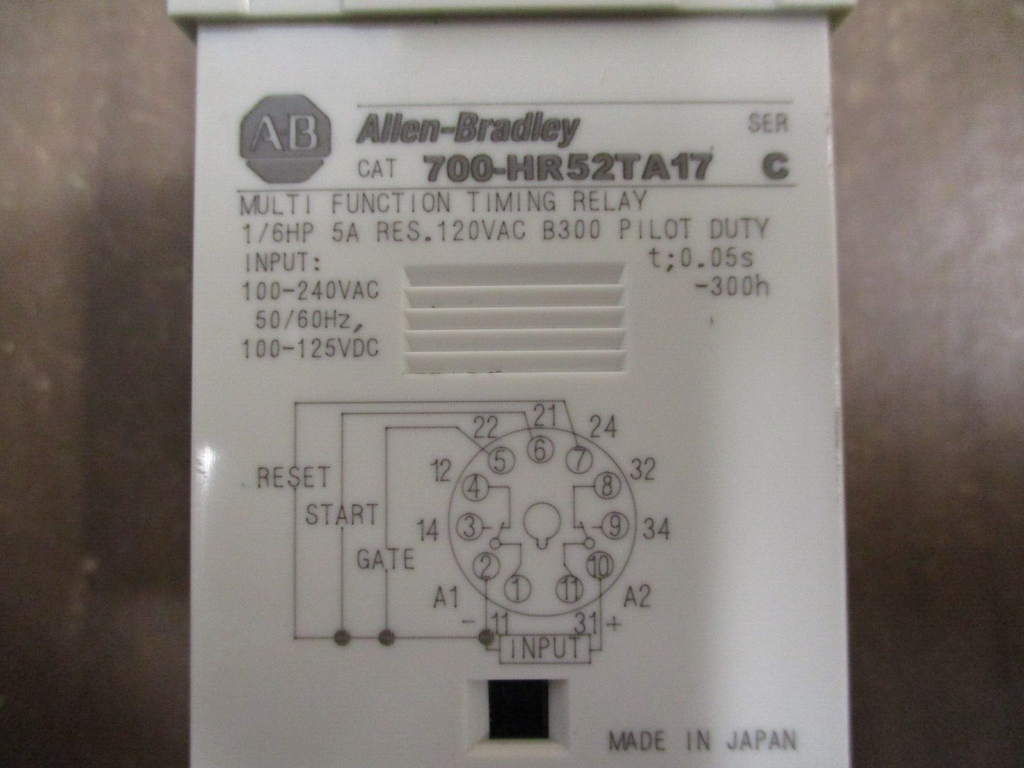 AB Allen-Bradley SER
CAT 700-HR52TA17 C
MULTI FUNCTION TIMING RELAY
1/6HP 5A RES.120VAC B300 PILOT DUTY
INPUT: t;0.05s
100-240VAC -300h
50/60Hz,
100-125VDC
21
22 24
6
5 7
12 32
RESET 4 8
START 14 3 9 34
GATE 2 10
1 11
A1 A2
- 11 31 +
INPUT
MADE IN JAPAN